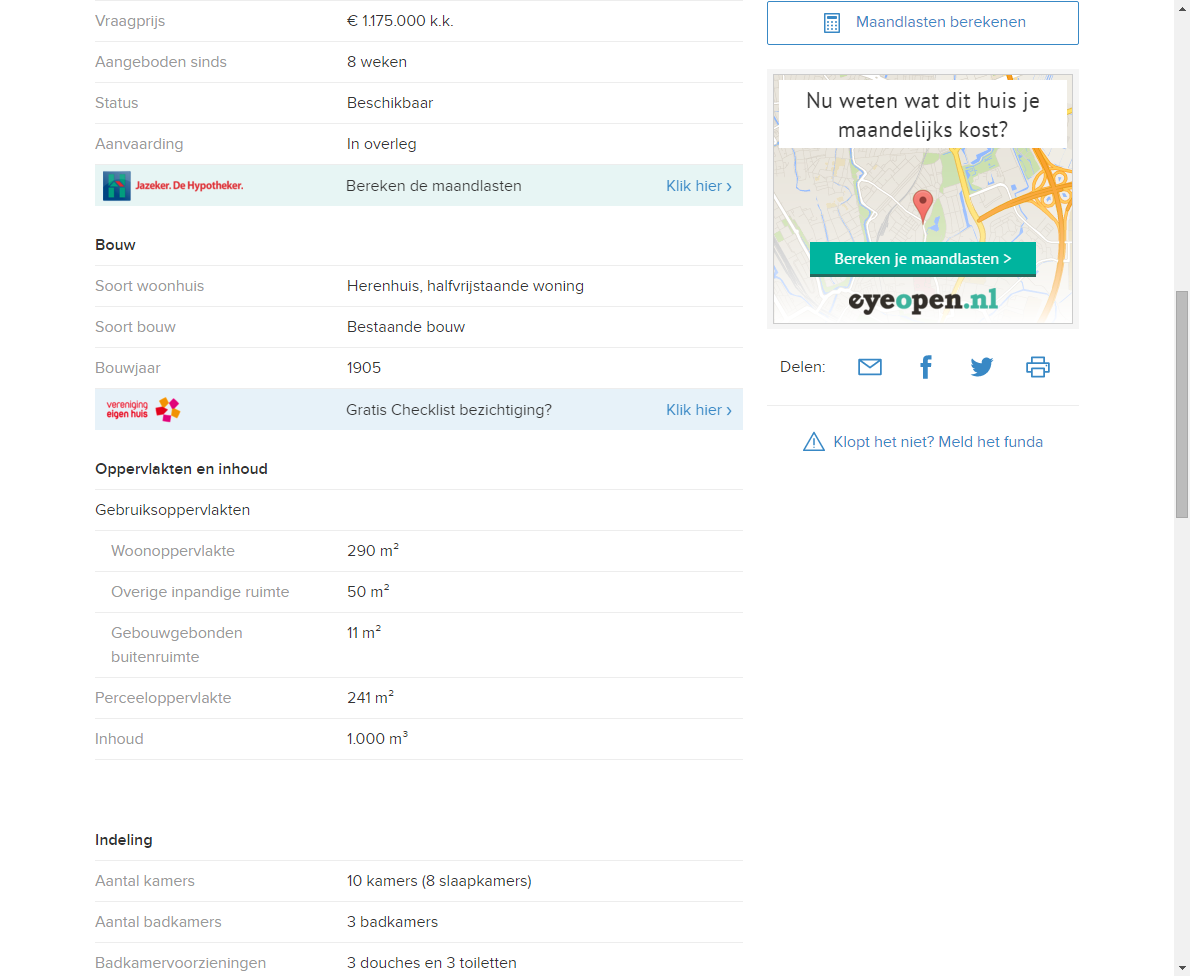 Vraagprijs € 1.175.000 k.k.
Aangeboden sinds 8 weken
Status Beschikbaar
Aanvaarding In overleg
Jazeker. De Hypotheker. Bereken de maandlasten Klik hier ›
Bouw
Soort woonhuis Herenhuis, halfvrijstaande woning
Soort bouw Bestaande bouw
Bouwjaar 1905
vereniging
eigen huis Gratis Checklist bezichtiging? Klik hier ›
Oppervlakten en inhoud
Gebruiksoppervlakten
Woonoppervlakte 290 m²
Overige inpandige ruimte 50 m²
Gebouwgebonden 11 m²
buitenruimte
Perceeloppervlakte 241 m²
Inhoud 1.000 m³
Indeling
Aantal kamers 10 kamers (8 slaapkamers)
Aantal badkamers 3 badkamers
Badkamervoorzieningen 3 douches en 3 toiletten
Maandlasten berekenen
Nu weten wat dit huis je
maandelijks kost?
Bereken je maandlasten >
eyeopen.nl
Delen:
Klopt het niet? Meld het funda